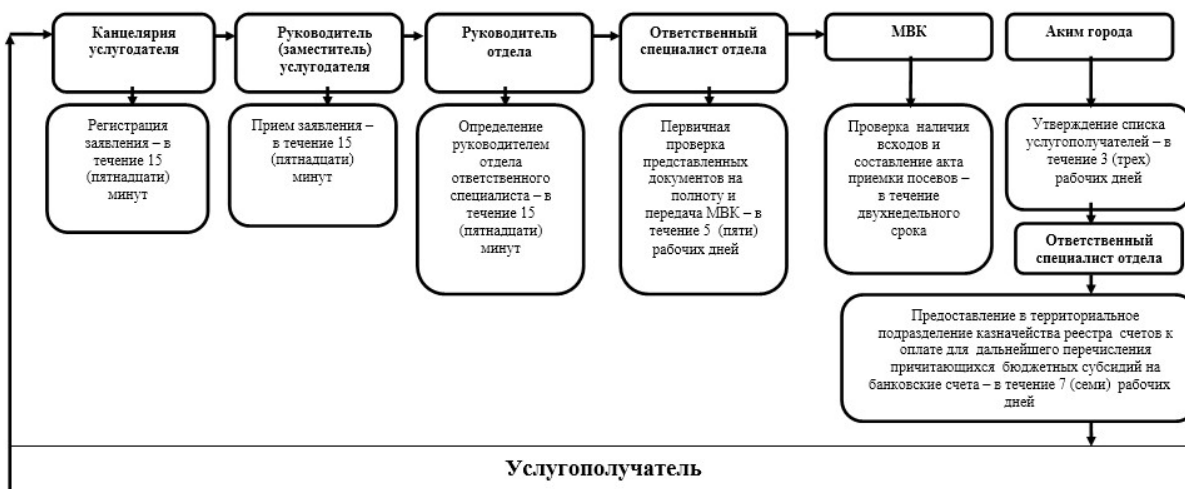 Канцелярия
услугодателя
Руководитель
(заместитель)
услугодателя
Руководитель
отдела
Ответственный
специалист отдела
МВК
Аким города
Регистрация
заявления – в
течение 15
(пятнадцати)
минут
Прием заявления –
в течение 15
(пятнадцати)
минут
Определение
руководителем
отдела
ответственного
специалиста – в
течение 15
(пятнадцати)
минут
Первичная
проверка
представленных
документов на
полноту и
передача МВК – в
течение 5 (пяти)
рабочих дней
Проверка наличия
всходов и
составление акта
приемки посевов –
в течение
двухнедельного
срока
Утверждение списка
услугополучателей – в
течение 3 (трех)
рабочих дней
Ответственный
специалист отдела
Предоставление в территориальное
подразделение казначейства реестра счетов к
оплате для дальнейшего перечисления
причитающихся бюджетных субсидий на
банковские счета – в течение 7 (семи) рабочих
дней
Услугополучатель